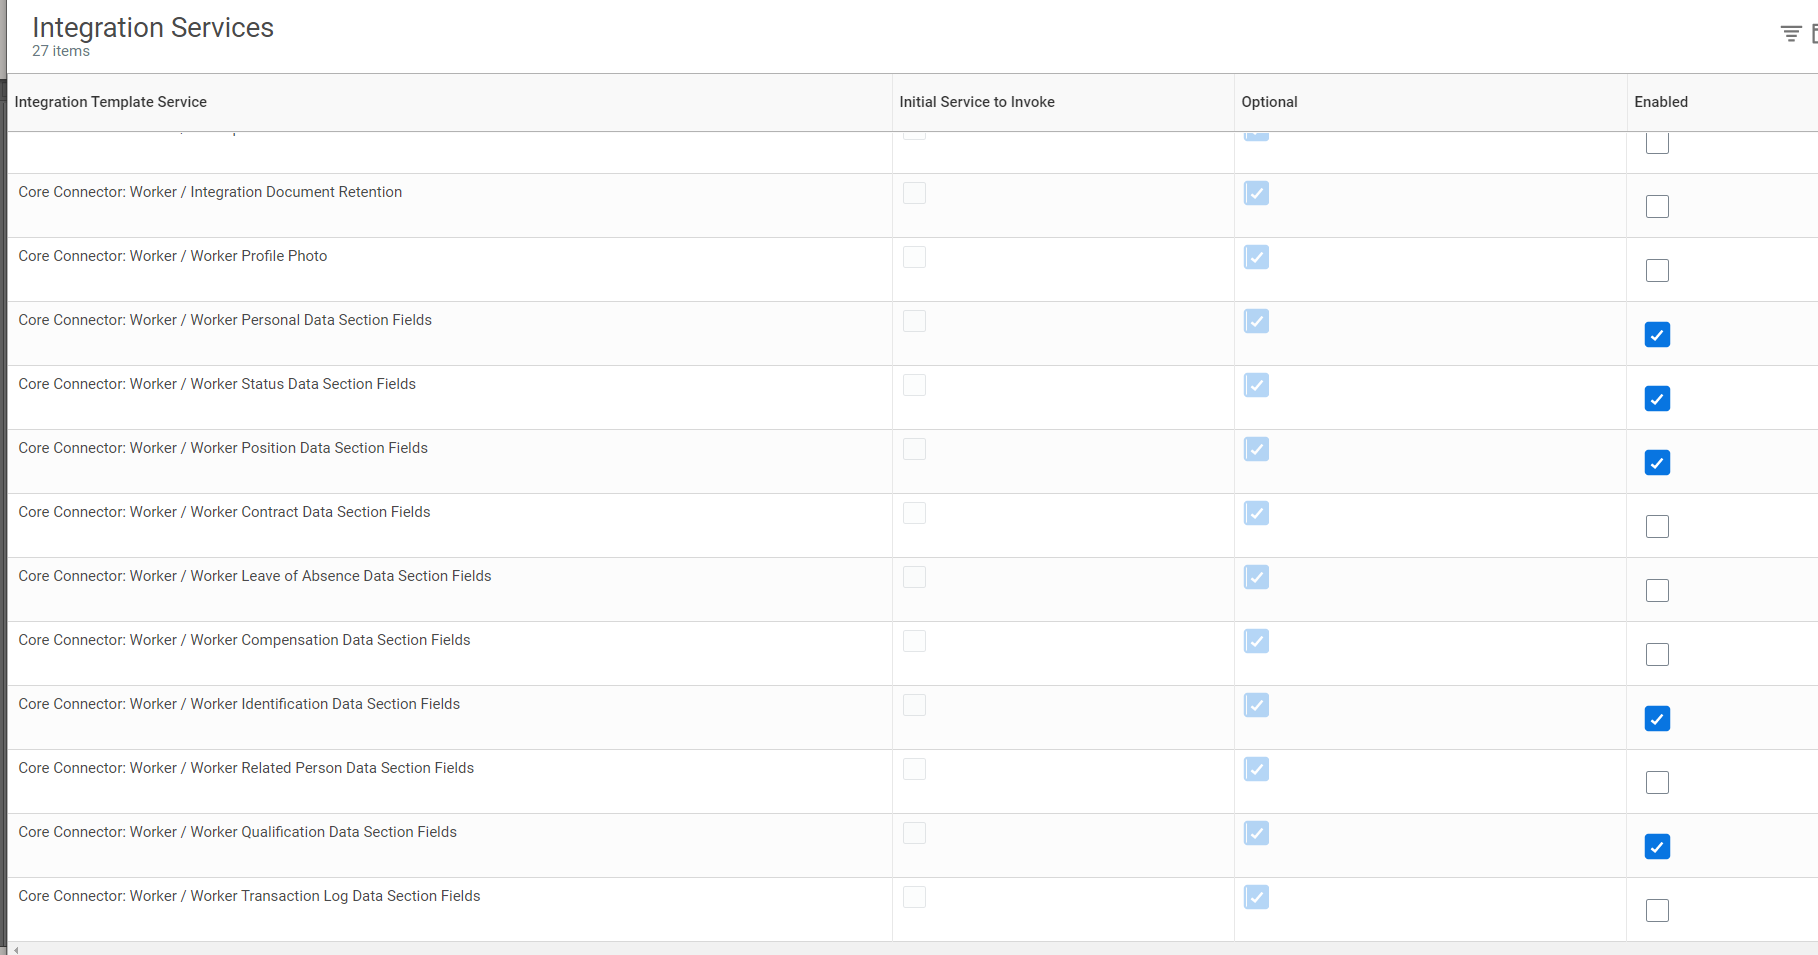 Integration Services
27 items
Integration Template Service Initial Service to Invoke Optional Enabled
Core Connector: Worker / Integration Document Retention
Core Connector: Worker / Worker Profile Photo
Core Connector: Worker / Worker Personal Data Section Fields
Core Connector: Worker / Worker Status Data Section Fields
Core Connector: Worker / Worker Position Data Section Fields
Core Connector: Worker / Worker Contract Data Section Fields
Core Connector: Worker / Worker Leave of Absence Data Section Fields
Core Connector: Worker / Worker Compensation Data Section Fields
Core Connector: Worker / Worker Identification Data Section Fields
Core Connector: Worker / Worker Related Person Data Section Fields
Core Connector: Worker / Worker Qualification Data Section Fields
Core Connector: Worker / Worker Transaction Log Data Section Fields